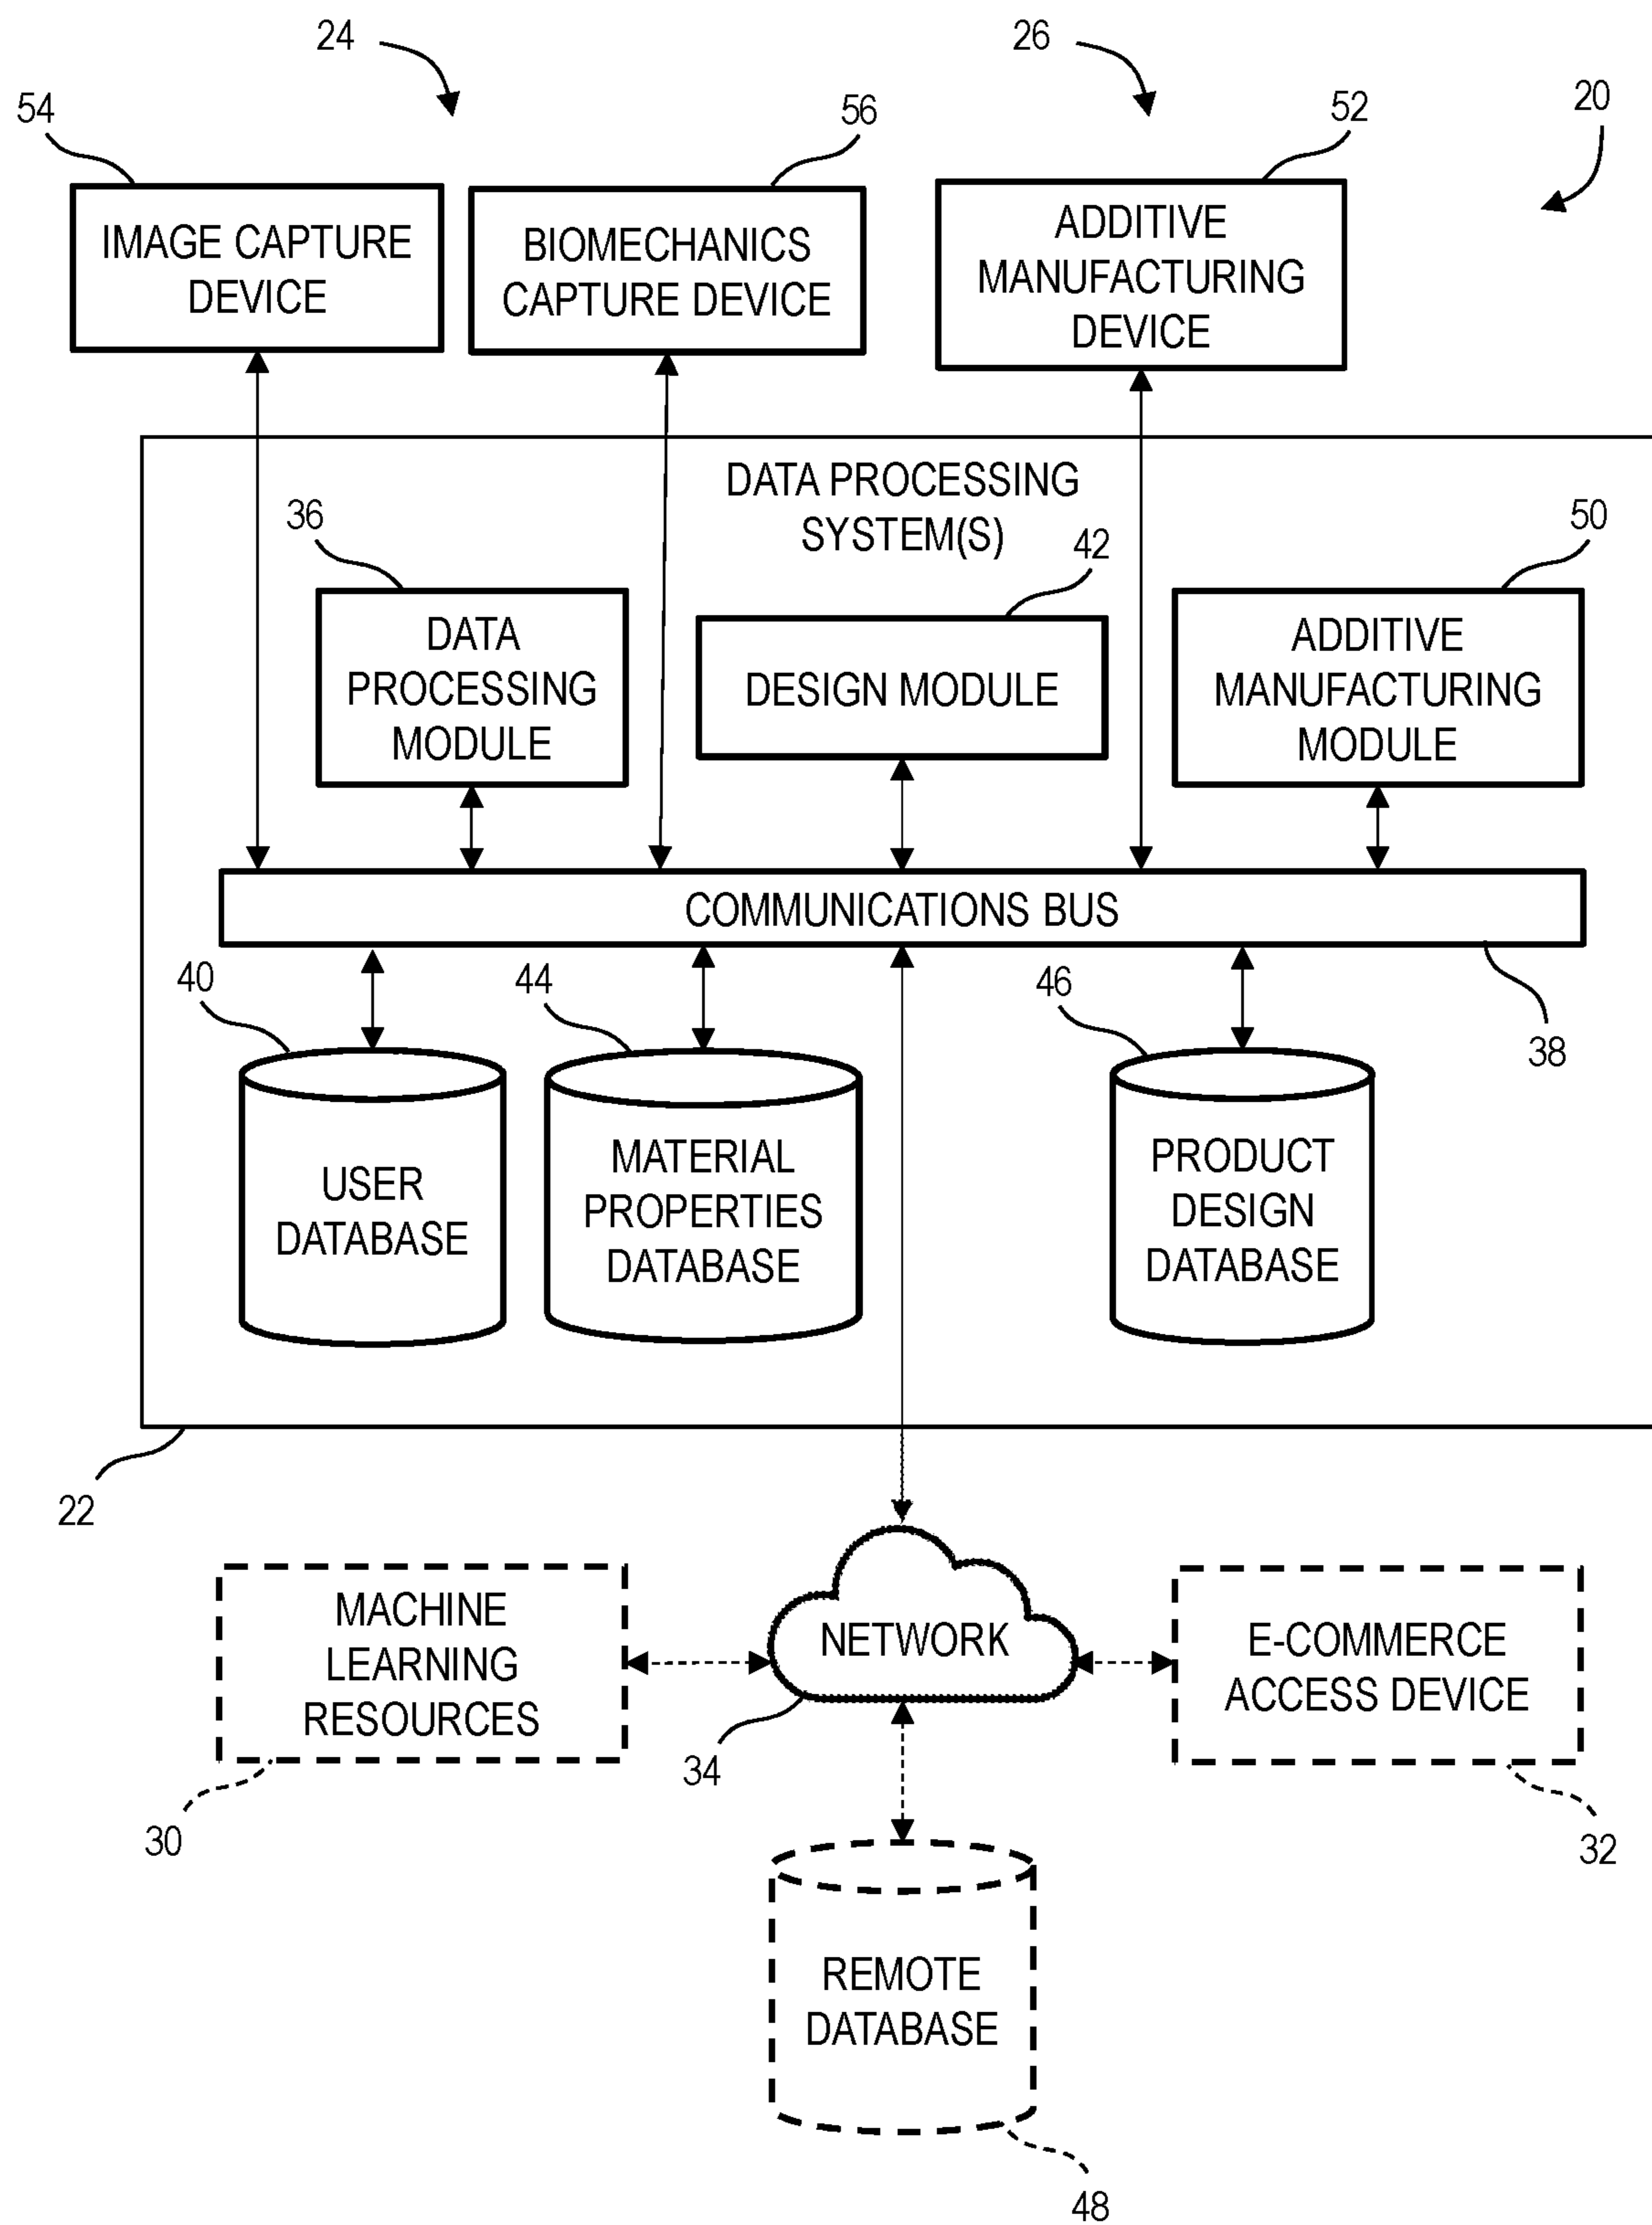 24
26
54
56
52
20
IMAGE CAPTURE
DEVICE
BIOMECHANICS
CAPTURE DEVICE
ADDITIVE
MANUFACTURING
DEVICE
DATA PROCESSING
SYSTEM(S)
36
42
50
DATA
PROCESSING
MODULE
DESIGN MODULE
ADDITIVE
MANUFACTURING
MODULE
COMMUNICATIONS BUS
40
44
46
38
USER
DATABASE
MATERIAL
PROPERTIES
DATABASE
PRODUCT
DESIGN
DATABASE
22
MACHINE
LEARNING
RESOURCES
NETWORK
E-COMMERCE
ACCESS DEVICE
34
30
32
REMOTE
DATABASE
48